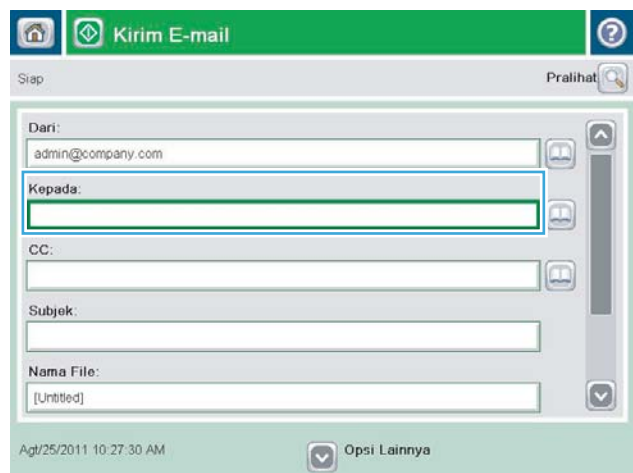 Kirim E-mail
Siap
Pralihat
Dari:
admin@company.com
Kepada:
CC:
Subjek:
Nama File:
[Untitled]
Agt/25/2011 10:27:30 AM
Opsi Lainnya